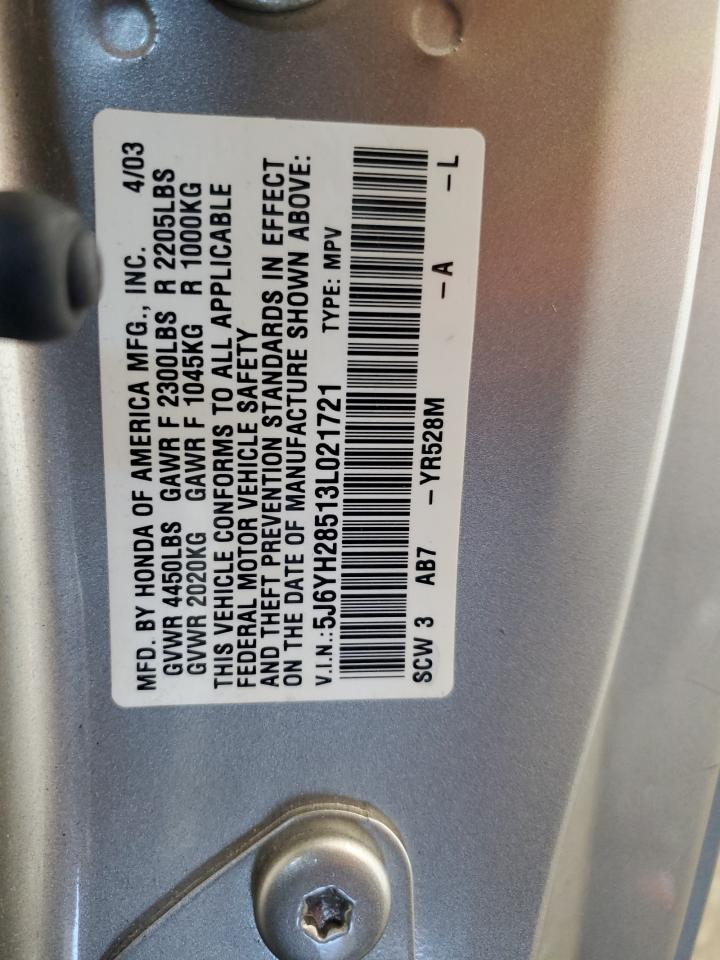 MFD. BY HONDA OF AMERICA MFG., INC. 4/03
GVWR 4450LBS GAWR F 2300LBS R 2205LBS
GVWR 2020KG GAWR F 1045KG R 1000KG
THIS VEHICLE CONFORMS TO ALL APPLICABLE
FEDERAL MOTOR VEHICLE SAFETY
AND THEFT PREVENTION STANDARDS IN EFFECT
ON THE DATE OF MANUFACTURE SHOWN ABOVE:
V.I.N.:5J6YH28513L021721 TYPE: MPV
SCW 3 AB7 -YR528M -A -L